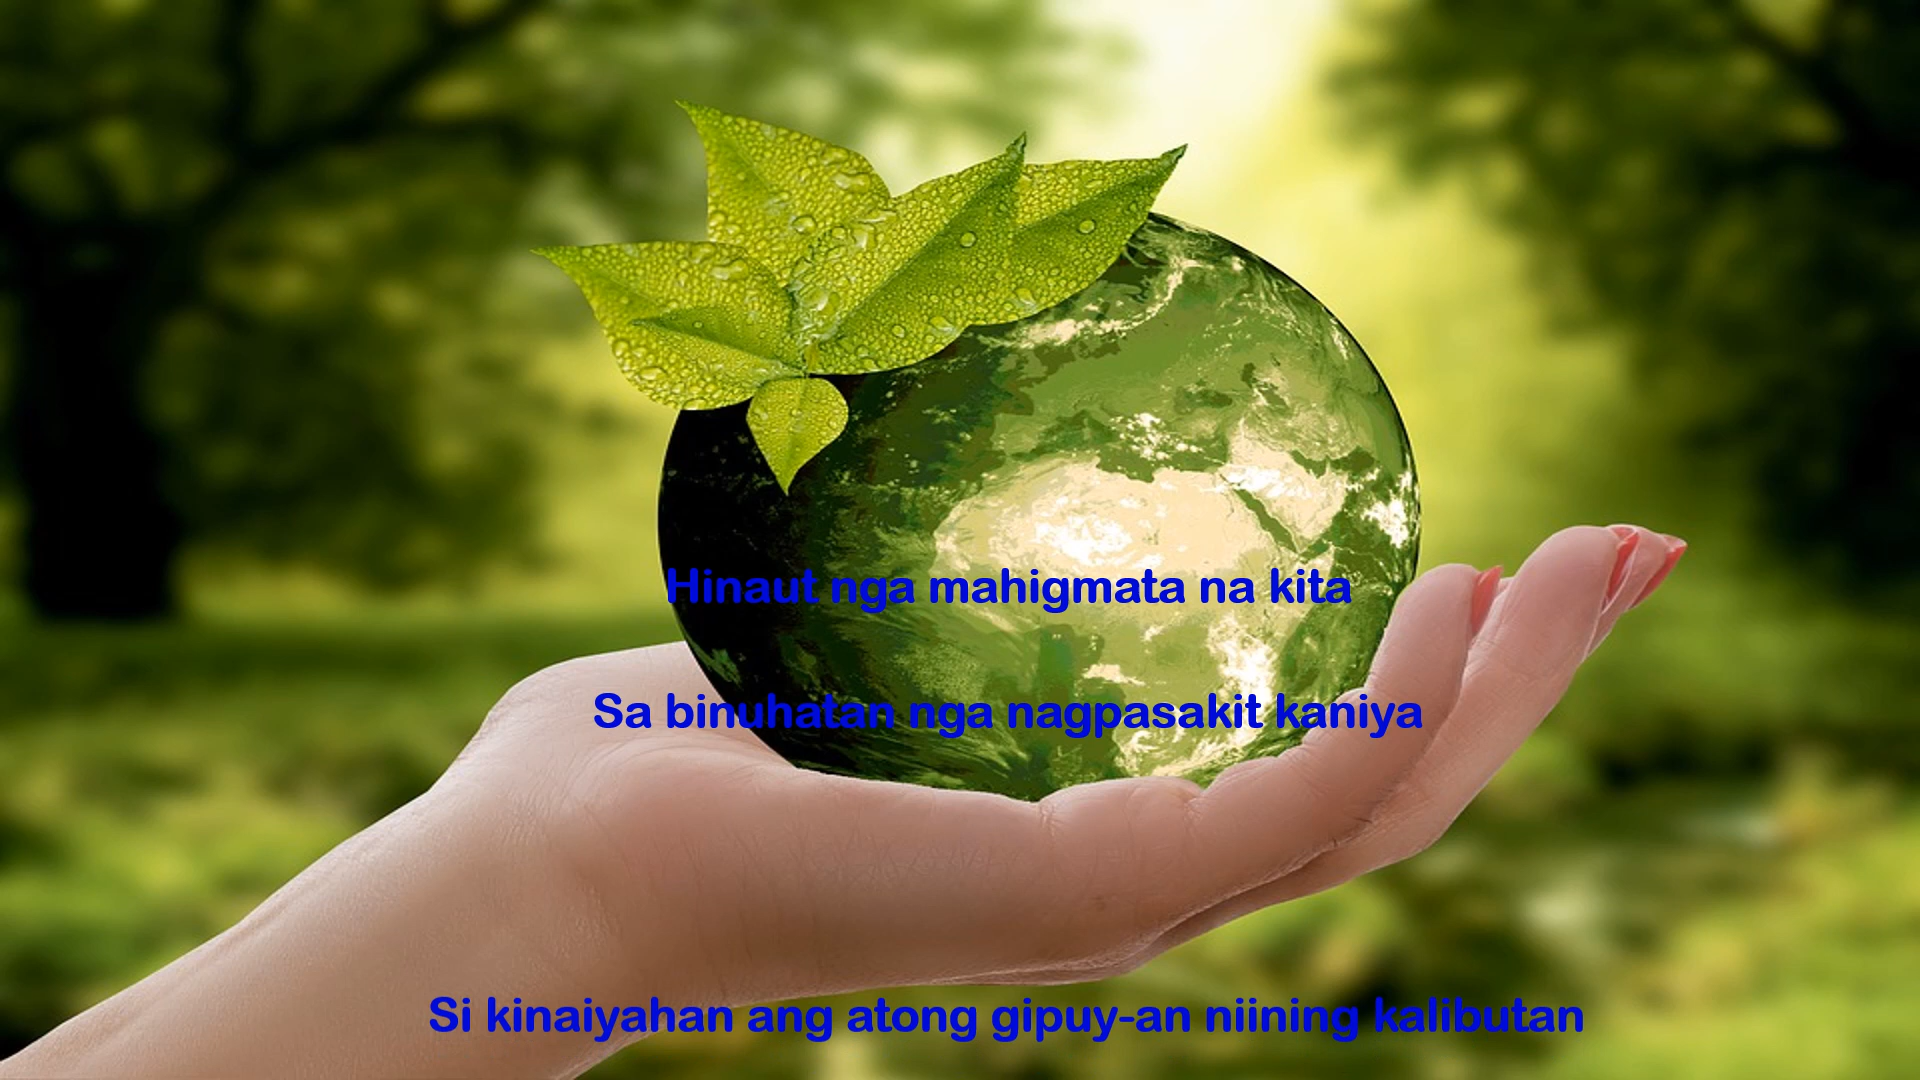 Hinaut nga mahigmata na kita
Sa binuhatan nga nagpasakit kaniya
Si kinaiyahan ang atong gipuy-an niining kalibutan